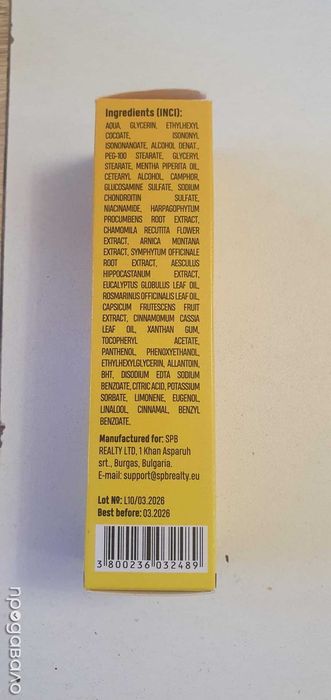 Ingredients (INCI):
AQUA, GLYCERIN, ETHYLHEXYL
COCOATE, ISONONYL
ISONONANOATE, ALCOHOL DENAT.,
PEG-100 STEARATE, GLYCERYL
STEARATE, MENTHA PIPERITA OIL,
CETEARYL ALCOHOL, CAMPHOR,
GLUCOSAMINE SULFATE, SODIUM
CHONDROITIN SULFATE,
NIACINAMIDE, HARPAGOPHYTUM
PROCUMBENS ROOT EXTRACT,
CHAMOMILA RECUTITA FLOWER
EXTRACT, ARNICA MONTANA
EXTRACT, SYMPHYTUM OFFICINALE
ROOT EXTRACT, AESCULUS
HIPPOCASTANUM EXTRACT,
EUCALYPTUS GLOBULUS LEAF OIL,
ROSMARINUS OFFICINALIS LEAF OIL,
CAPSICUM FRUTESCENS FRUIT
EXTRACT, CINNAMOMUM CASSIA
LEAF OIL, XANTHAN GUM,
TOCOPHERYL ACETATE,
PANTHENOL, PHENOXYETHANOL,
ETHYLHEXYLGLYCERIN, ALLANTOIN,
BHT, DISODIUM EDTA SODIUM
BENZOATE, CITRIC ACID, POTASSIUM
SORBATE, LIMONENE, EUGENOL,
LINALOOL, CINNAMAL, BENZYL
BENZOATE.
Manufactured for: SPB
REALTY LTD, 1 Khan Asparuh
srt., Burgas, Bulgaria.
E-mail: support@spbrealty.eu
Lot №: L10/03.2026
Best before: 03.2026
3 800236 032489
продавало